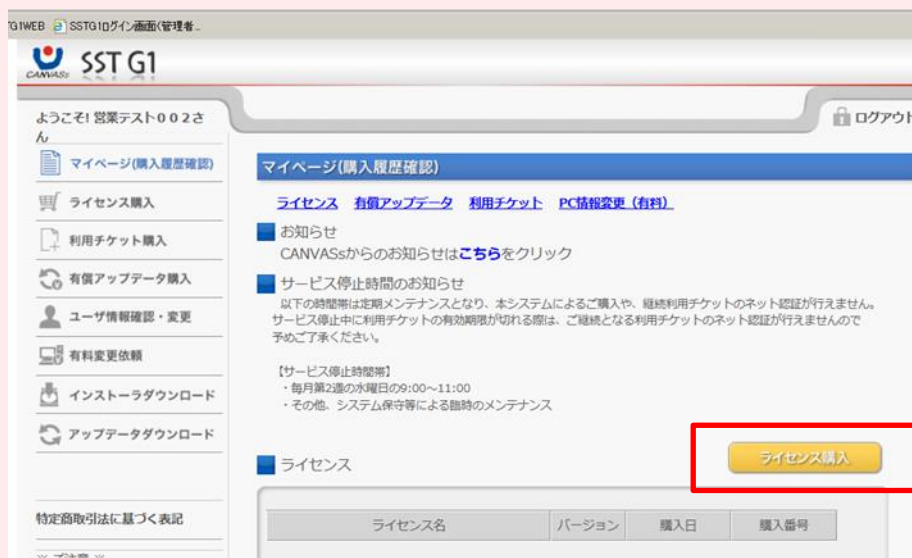 G1WEB SSTG1ログイン画面(管理者...
CANVASs SST G1
ようこそ! 営業テスト002さ
ん
ログアウト
マイページ(購入履歴確認)
ライセンス購入
利用チケット購入
有償アップデータ購入
ユーザ情報確認・変更
有料変更依頼
インストーラダウンロード
アップデータダウンロード
特定商取引法に基づく表記
マイページ(購入履歴確認)
ライセンス 有償アップデータ 利用チケット PC情報変更（有料）
お知らせ
CANVASsからのお知らせはこちらをクリック
サービス停止時間のお知らせ
以下の時間帯は定期メンテナンスとなり、本システムによるご購入や、継続利用チケットのネット認証が行えません。
サービス停止中に利用チケットの有効期限が切れる際は、ご継続となる利用チケットのネット認証が行えませんので
予めご了承ください。
【サービス停止時間帯】
・毎月第2週の水曜日の9:00～11:00
・その他、システム保守等による臨時のメンテナンス
ライセンス
ライセンス購入
ライセンス名 バージョン 購入日 購入番号